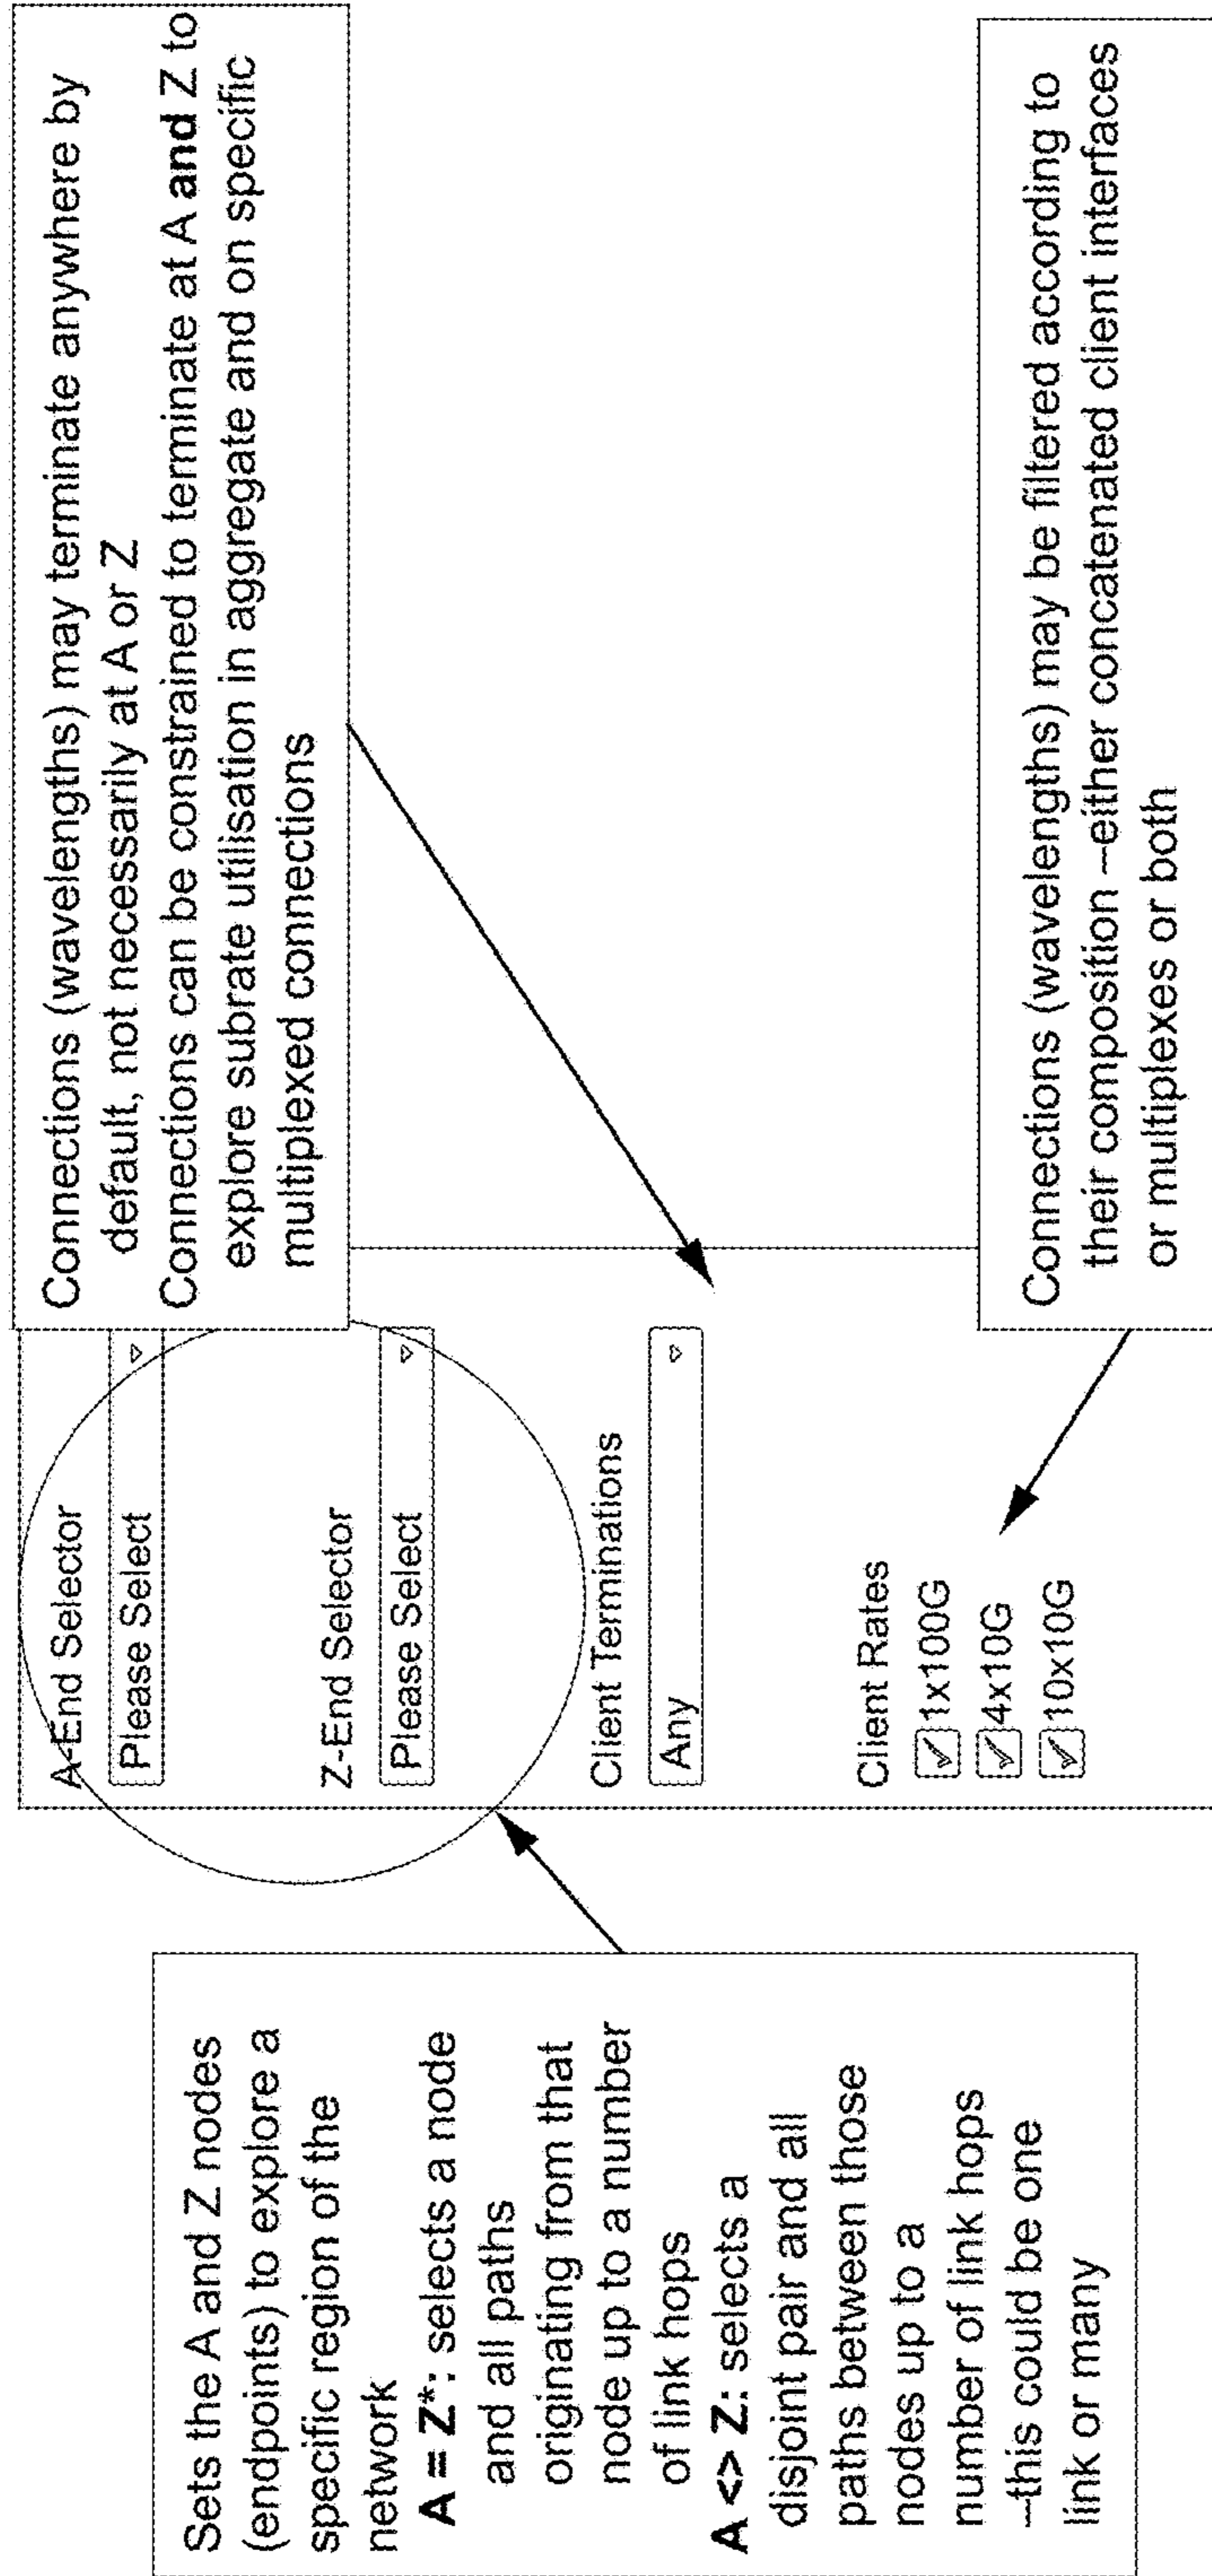 Sets the A and Z nodes
(endpoints) to explore a
specific region of the
network
A = Z*: selects a node
and all paths
originating from that
node up to a number
of link hops
A <> Z: selects a
disjoint pair and all
paths between those
nodes up to a
number of link hops
–this could be one
link or many
A-End Selector
Please Select
Z-End Selector
Please Select
Client Terminations
Any
Client Rates
1x100G
4x10G
10x10G
Connections (wavelengths) may terminate anywhere by
default, not necessarily at A or Z
Connections can be constrained to terminate at A and Z to
explore subrate utilisation in aggregate and on specific
multiplexed connections
Connections (wavelengths) may be filtered according to
their composition –either concatenated client interfaces
or multiplexes or both